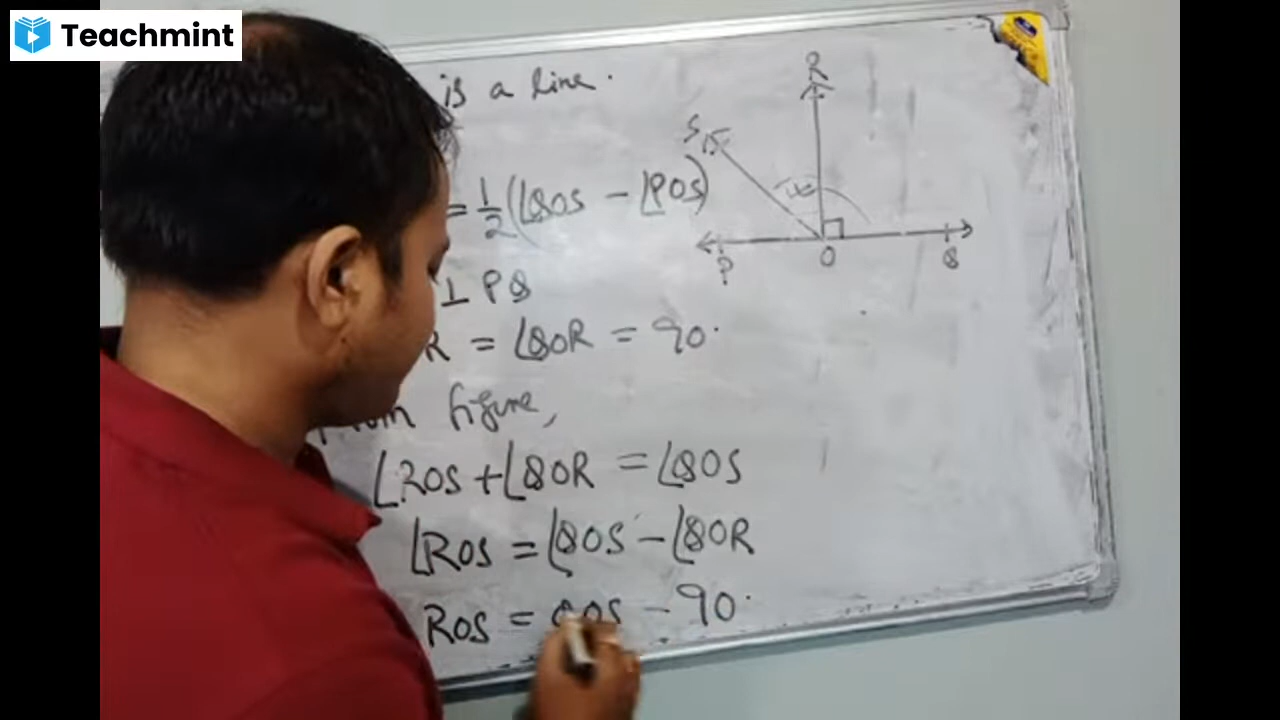 Teachmint
is a line.
= 1/2 (∠QOS - ∠POS)
⊥ PQ
R = ∠QOR = 90°
From figure,
∠ROS + ∠QOR = ∠QOS
∠ROS = ∠QOS - ∠QOR
ROS = QOS - 90°
R
S
P
O
Q